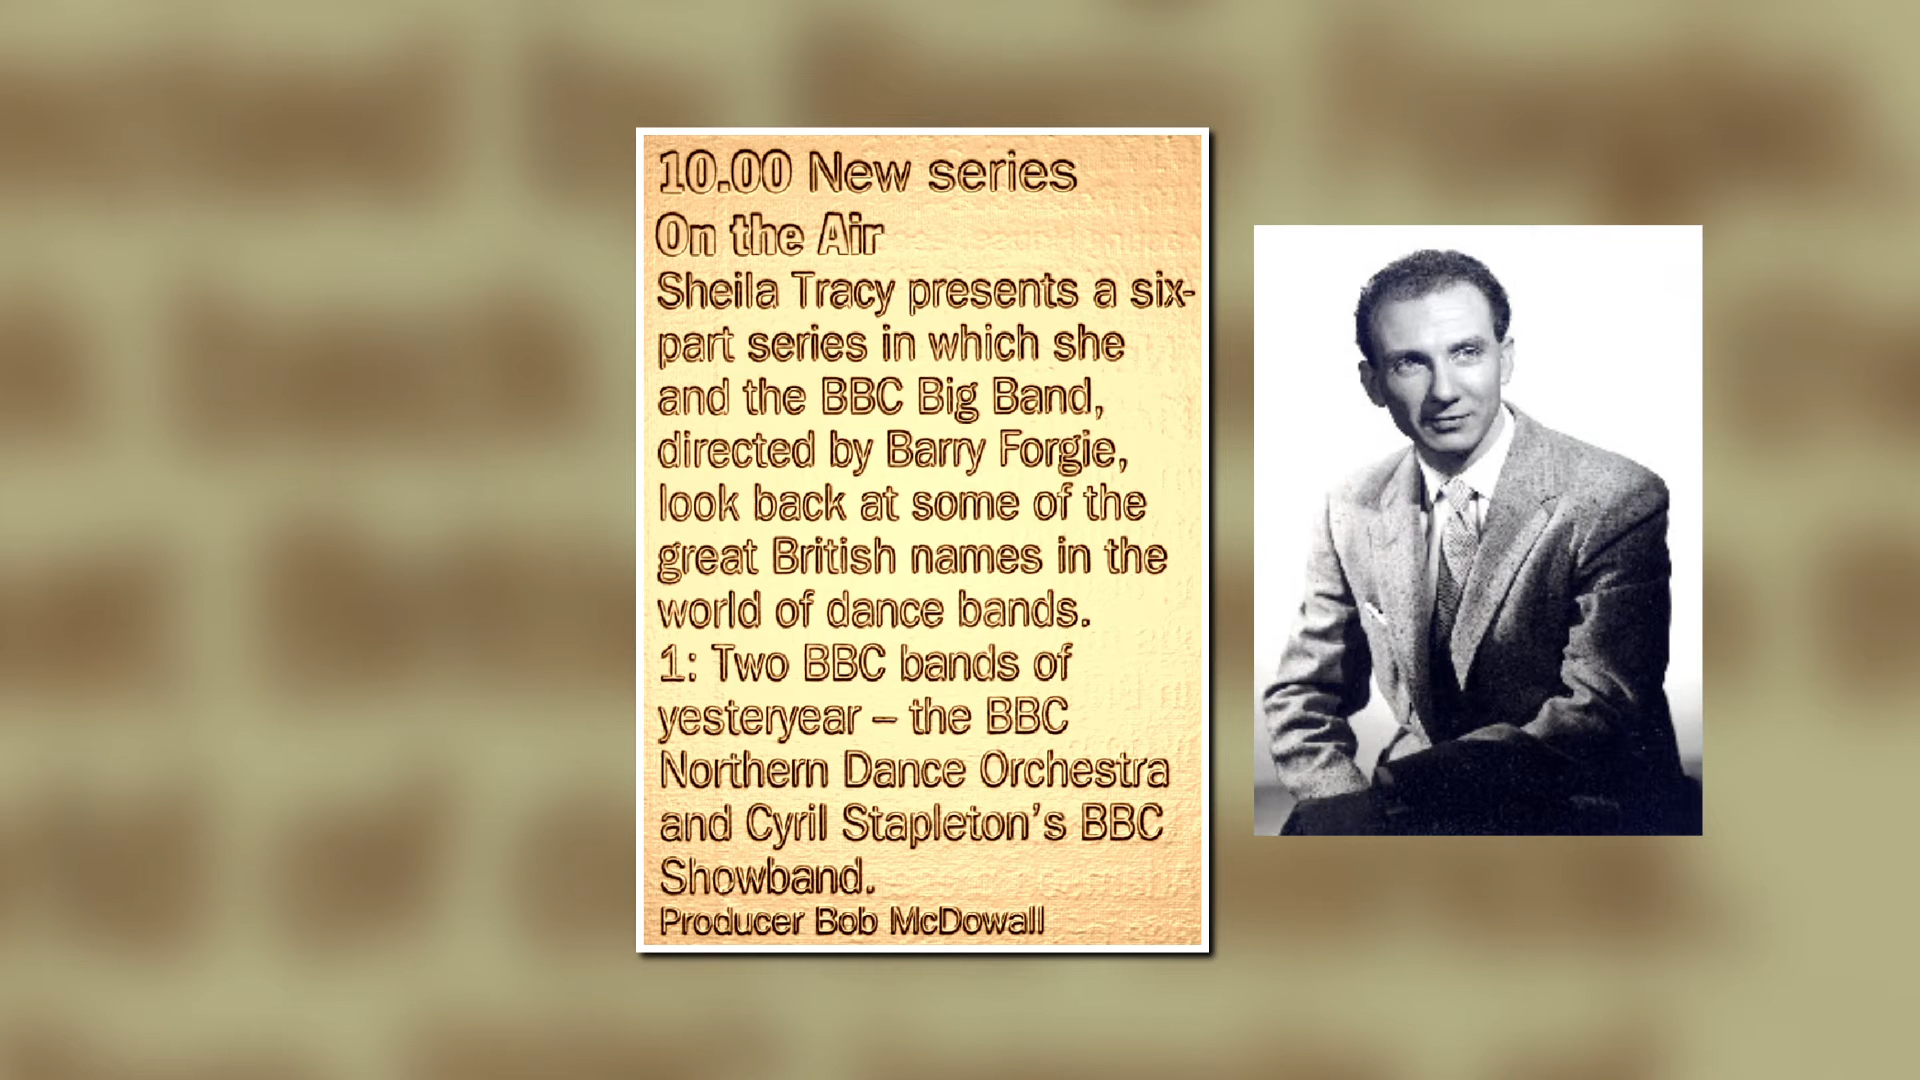 10.00 New series
On the Air
Sheila Tracy presents a six-
part series in which she
and the BBC Big Band,
directed by Barry Forgie,
look back at some of the
great British names in the
world of dance bands.
1: Two BBC bands of
yesteryear – the BBC
Northern Dance Orchestra
and Cyril Stapleton's BBC
Showband.
Producer Bob McDowall